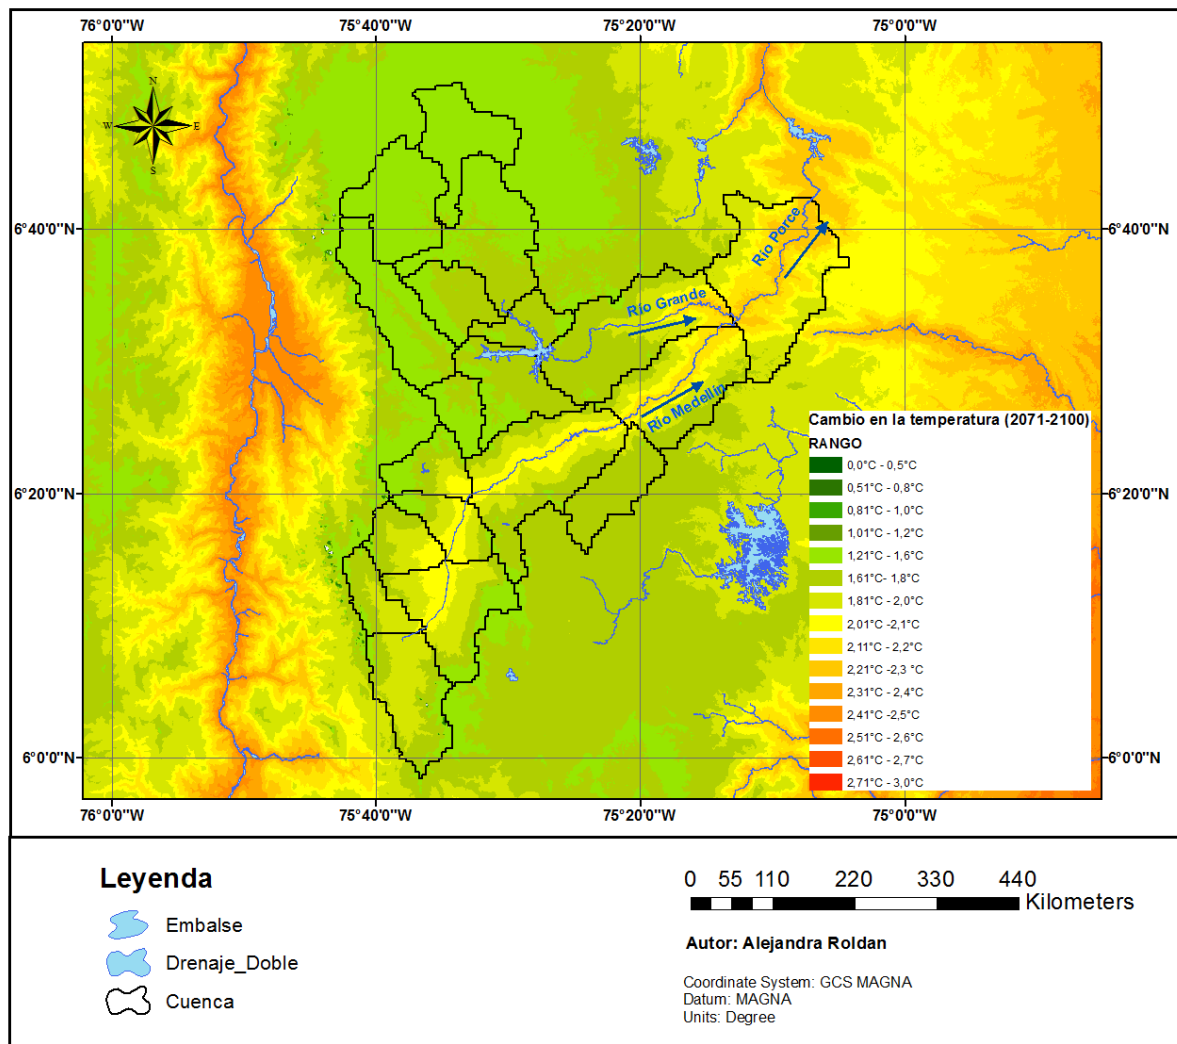 76°0'0"W 75°40'0"W 75°20'0"W 75°0'0"W
N
W E
S
6°40'0"N 6°40'0"N
Río Porce
Río Grande
Río Medellin
Cambio en la temperatura (2071-2100)
RANGO
0,0°C - 0,5°C
0,51°C - 0,8°C
6°20'0"N 6°20'0"N
0,81°C - 1,0°C
1,01°C - 1,2°C
1,21°C - 1,6°C
1,61°C- 1,8°C
1,81°C - 2,0°C
2,01°C -2,1°C
2,11°C - 2,2°C
2,21°C -2,3 °C
2,31°C - 2,4°C
2,41°C -2,5°C
2,51°C - 2,6°C
6°0'0"N 6°0'0"N
2,61°C - 2,7°C
2,71°C - 3,0°C
76°0'0"W 75°40'0"W 75°20'0"W 75°0'0"W
Leyenda
Embalse
Drenaje_Doble
Cuenca
0 55 110 220 330 440
Kilometers
Autor: Alejandra Roldan
Coordinate System: GCS MAGNA
Datum: MAGNA
Units: Degree